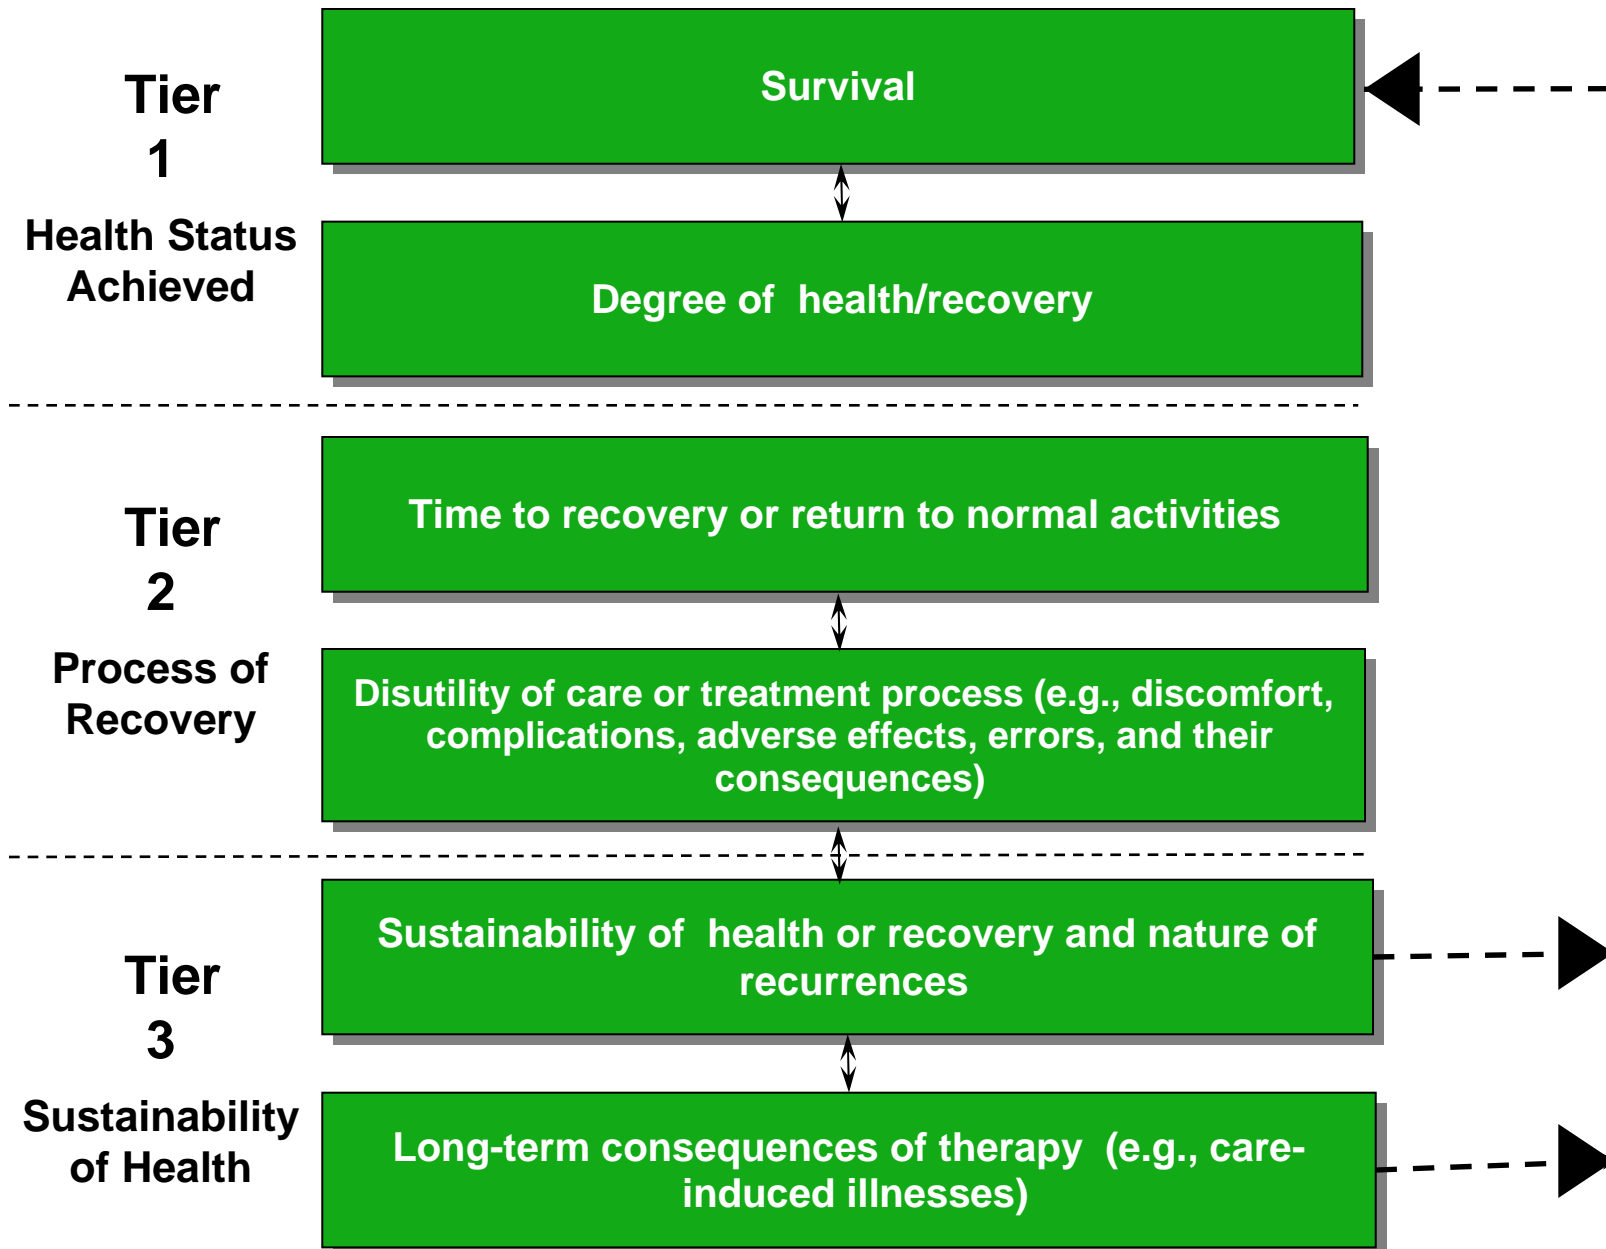 Tier
1
Health Status
Achieved
Survival
Degree of health/recovery
Tier
2
Process of
Recovery
Time to recovery or return to normal activities
Disutility of care or treatment process (e.g., discomfort,
complications, adverse effects, errors, and their
consequences)
Tier
3
Sustainability
of Health
Sustainability of health or recovery and nature of
recurrences
Long-term consequences of therapy (e.g., care-
induced illnesses)